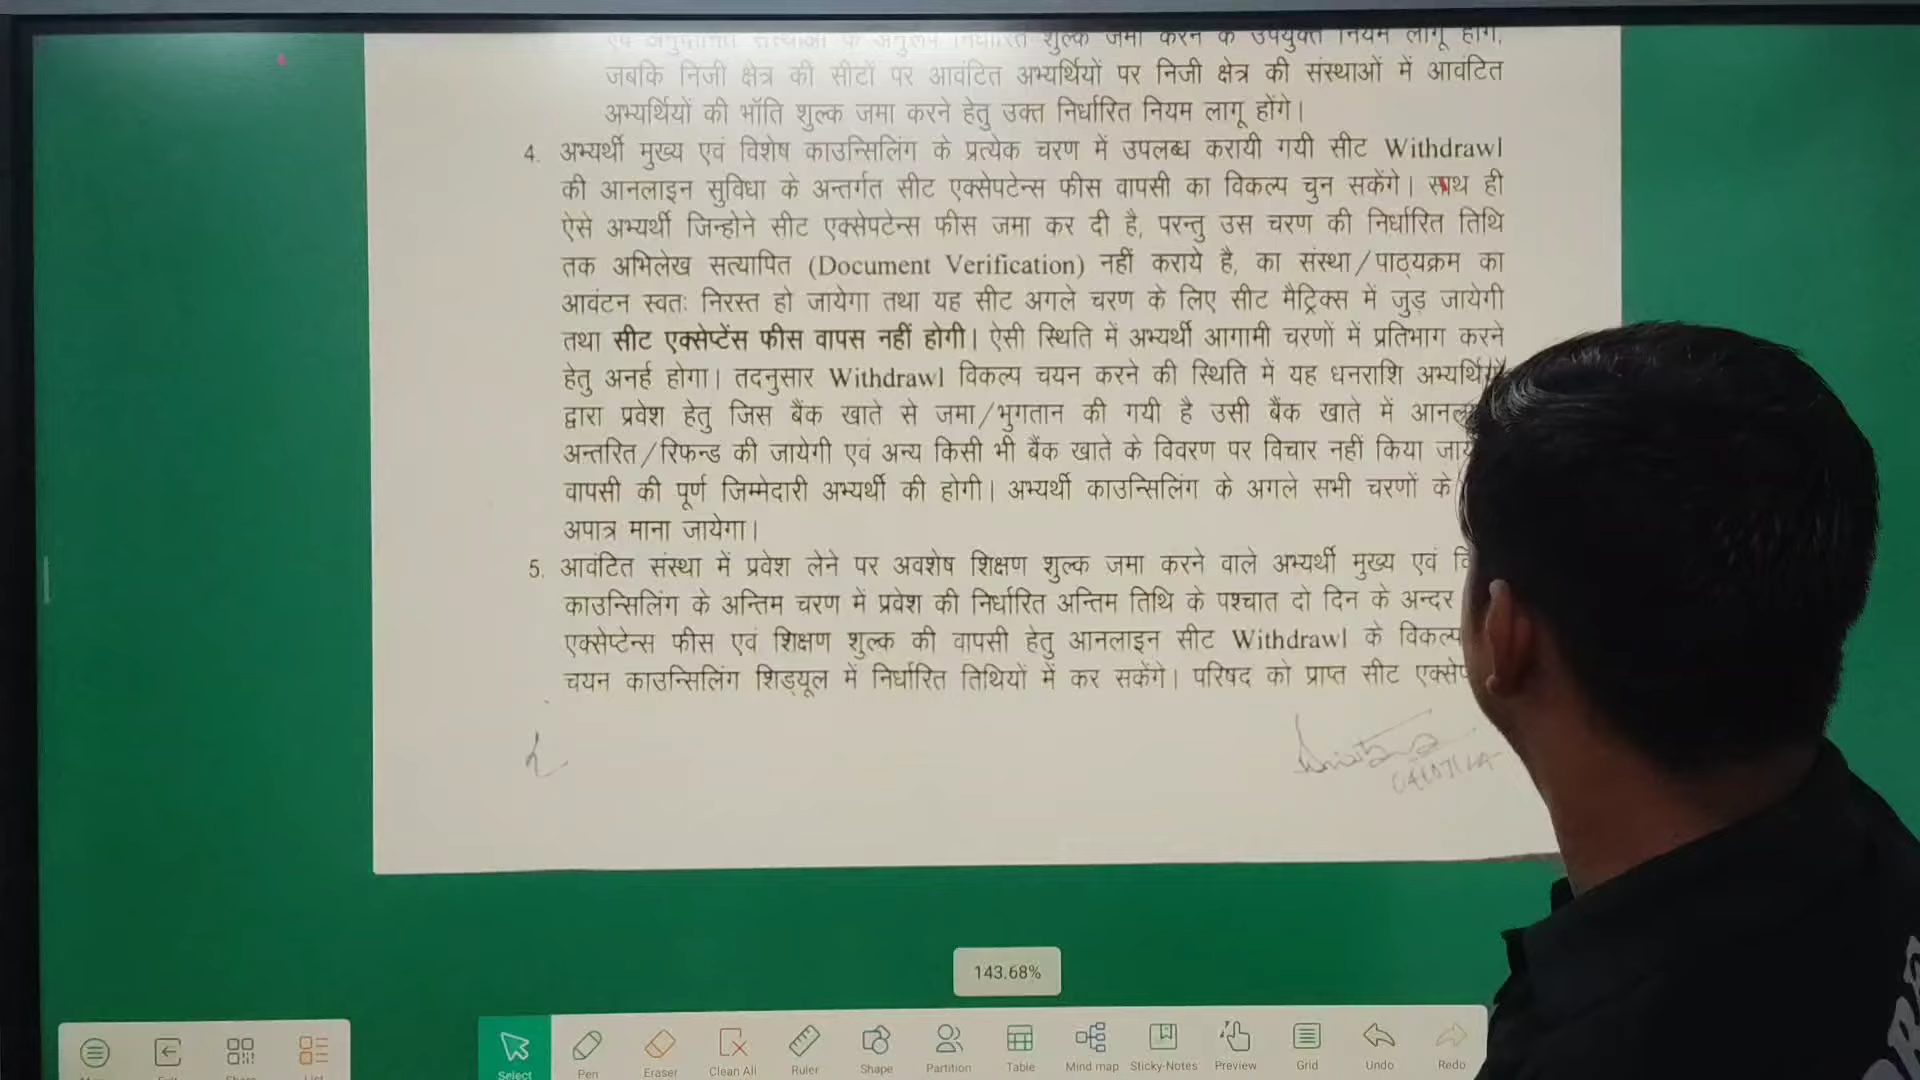 शुल्क जमा करने के उपयुक्त नियम लागू होंगे,
जबकि निजी क्षेत्र की सीटों पर आवंटित अभ्यर्थियों पर निजी क्षेत्र की संस्थाओं में आवंटित
अभ्यर्थियों की भॉति शुल्क जमा करने हेतु उक्त निर्धारित नियम लागू होंगे।
4. अभ्यर्थी मुख्य एवं विशेष काउन्सिलिंग के प्रत्येक चरण में उपलब्ध करायी गयी सीट Withdrawl
की आनलाइन सुविधा के अन्तर्गत सीट एक्सेपटेन्स फीस वापसी का विकल्प चुन सकेंगे। साथ ही
ऐसे अभ्यर्थी जिन्होने सीट एक्सेपटेन्स फीस जमा कर दी है, परन्तु उस चरण की निर्धारित तिथि
तक अभिलेख सत्यापित (Document Verification) नहीं कराये है, का संस्था/पाठ्यक्रम का
आवंटन स्वतः निरस्त हो जायेगा तथा यह सीट अगले चरण के लिए सीट मैट्रिक्स में जुड़ जायेगी
तथा सीट एक्सेप्टेंस फीस वापस नहीं होगी। ऐसी स्थिति में अभ्यर्थी आगामी चरणों में प्रतिभाग करने
हेतु अनर्ह होगा। तदनुसार Withdrawl विकल्प चयन करने की स्थिति में यह धनराशि
द्वारा प्रवेश हेतु जिस बैंक खाते से जमा/भुगतान की गयी है उसी बैंक खाते में
अन्तरित/रिफन्ड की जायेगी एवं अन्य किसी भी बैंक खाते के विवरण पर विचार नहीं किया
वापसी की पूर्ण जिम्मेदारी अभ्यर्थी की होगी। अभ्यर्थी काउन्सिलिंग के अगले सभी चरणों के
अपात्र माना जायेगा।
5. आवंटित संस्था में प्रवेश लेने पर अवशेष शिक्षण शुल्क जमा करने वाले अभ्यर्थी मुख्य एवं
काउन्सिलिंग के अन्तिम चरण में प्रवेश की निर्धारित अन्तिम तिथि के पश्चात दो दिन के अन्दर
एक्सेप्टेन्स फीस एवं शिक्षण शुल्क की वापसी हेतु आनलाइन सीट Withdrawl के विकल्प
चयन काउन्सिलिंग शिड्यूल में निर्धारित तिथियों में कर सकेंगे। परिषद को प्राप्त सीट
143.68%
Select Pen Eraser Clean All Ruler Shape Partition Table Mind map Sticky-Notes Preview Grid Undo Redo